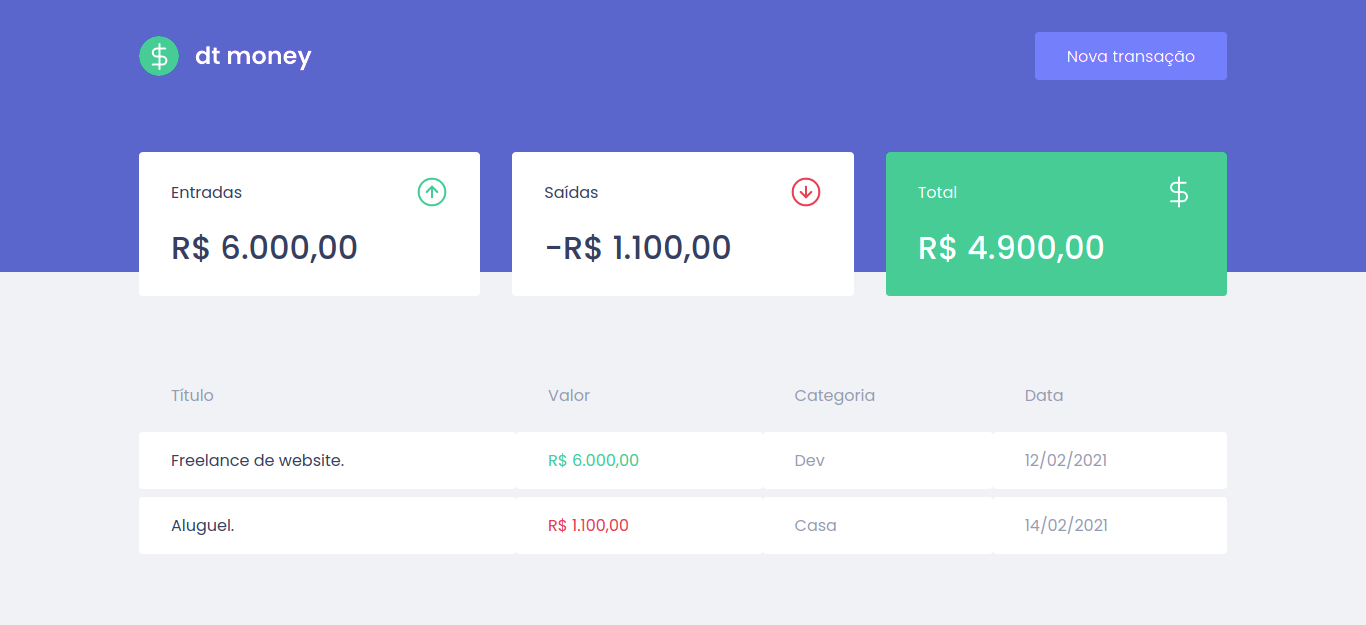 dt money
Nova transação
Entradas
R$ 6.000,00
Saídas
-R$ 1.100,00
Total
R$ 4.900,00
Título Valor Categoria Data
Freelance de website. R$ 6.000,00 Dev 12/02/2021
Aluguel. R$ 1.100,00 Casa 14/02/2021